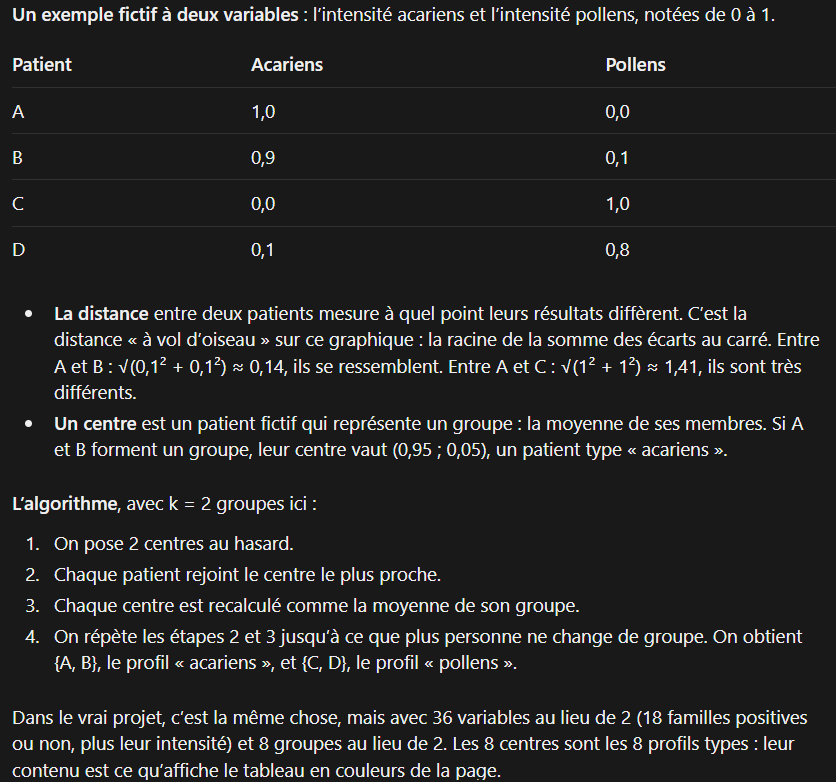 Un exemple fictif à deux variables : l’intensité acariens et l’intensité pollens, notées de 0 à 1.
Patient Acariens Pollens
A 1,0 0,0
B 0,9 0,1
C 0,0 1,0
D 0,1 0,8
• La distance entre deux patients mesure à quel point leurs résultats diffèrent. C’est la
distance « à vol d’oiseau » sur ce graphique : la racine de la somme des écarts au carré. Entre
A et B : √(0,1² + 0,1²) ≈ 0,14, ils se ressemblent. Entre A et C : √(1² + 1²) ≈ 1,41, ils sont très
différents.
• Un centre est un patient fictif qui représente un groupe : la moyenne de ses membres. Si A
et B forment un groupe, leur centre vaut (0,95 ; 0,05), un patient type « acariens ».
L’algorithme, avec k = 2 groupes ici :
1. On pose 2 centres au hasard.
2. Chaque patient rejoint le centre le plus proche.
3. Chaque centre est recalculé comme la moyenne de son groupe.
4. On répète les étapes 2 et 3 jusqu’à ce que plus personne ne change de groupe. On obtient
{A, B}, le profil « acariens », et {C, D}, le profil « pollens ».
Dans le vrai projet, c’est la même chose, mais avec 36 variables au lieu de 2 (18 familles positives
ou non, plus leur intensité) et 8 groupes au lieu de 2. Les 8 centres sont les 8 profils types : leur
contenu est ce qu’affiche le tableau en couleurs de la page.